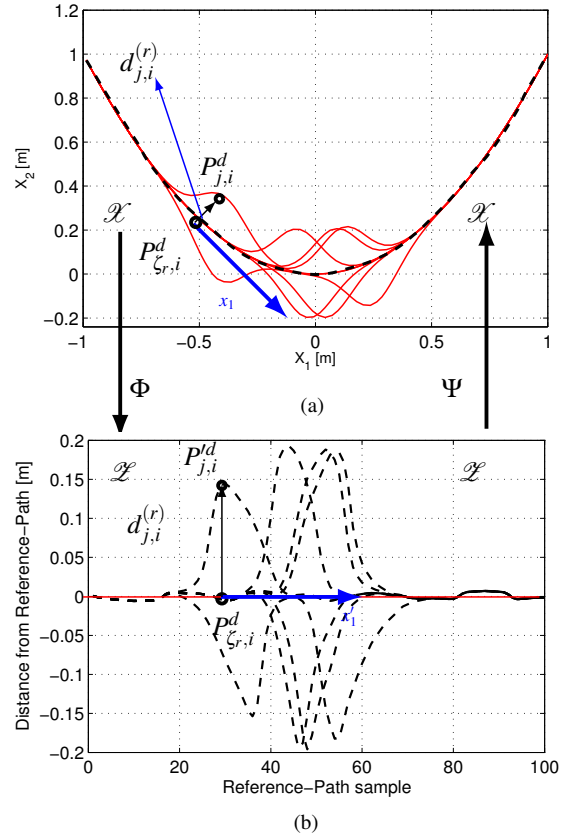 1.2
1
0.8
0.6
0.4
0.2
0
−0.2
X_2 [m]
d_{j,i}^{(r)}
P_{j,i}^d
𝒳
𝒳
P_{ζ_r,i}^d
x_1
−1
−0.5
0
0.5
1
X_1 [m]
Φ
Ψ
(a)
0.2
0.15
0.1
0.05
0
−0.05
−0.1
−0.15
−0.2
Distance from Reference−Path [m]
𝒵
P_{j,i}^{′d}
𝒵
d_{j,i}^{(r)}
P_{ζ_r,i}^d
x_1^′
0
20
40
60
80
100
Reference−Path sample
(b)